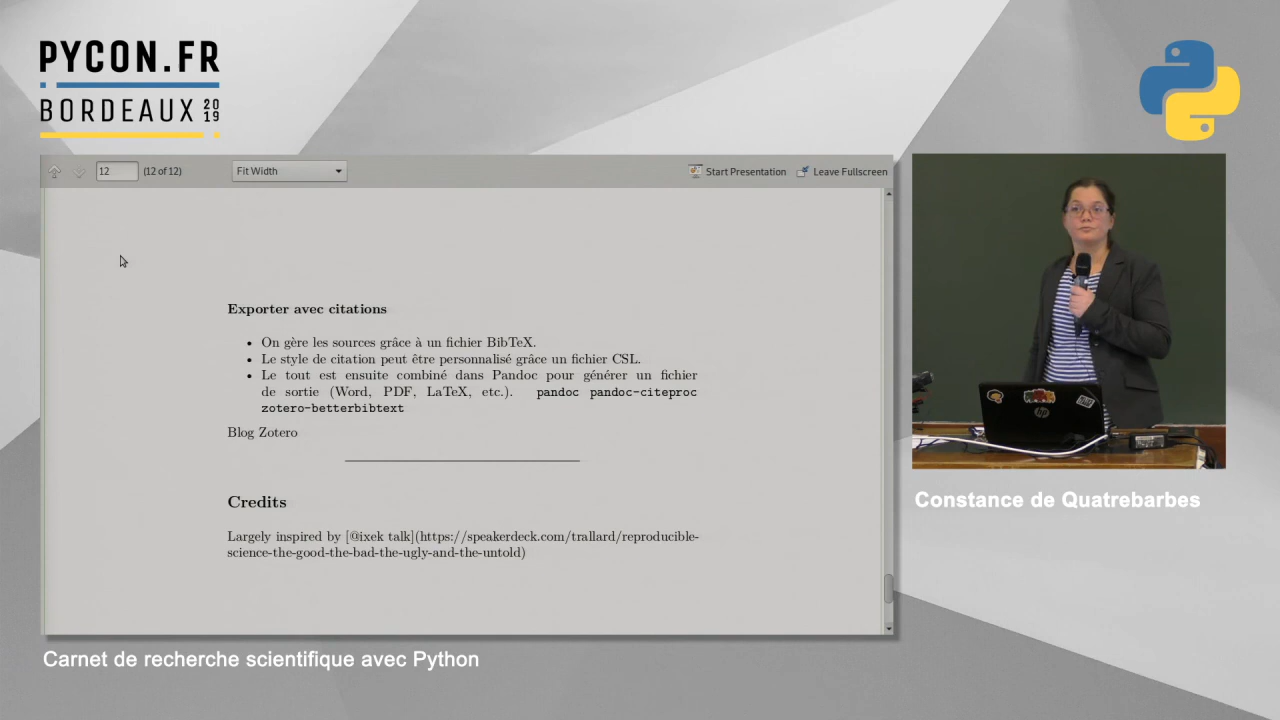 PYCON.FR
BORDEAUX 2019
12 (12 of 12) Fit Width Start Presentation Leave Fullscreen
Exporter avec citations
• On gère les sources grâce à un fichier BibTeX.
• Le style de citation peut être personnalisé grâce un fichier CSL.
• Le tout est ensuite combiné dans Pandoc pour générer un fichier
de sortie (Word, PDF, LaTeX, etc.). pandoc pandoc-citeproc
zotero-betterbibtext
Blog Zotero
Credits
Largely inspired by [@ixek talk](https://speakerdeck.com/trallard/reproducible-
science-the-good-the-bad-the-ugly-and-the-untold)
hp
Constance de Quatrebarbes
Carnet de recherche scientifique avec Python